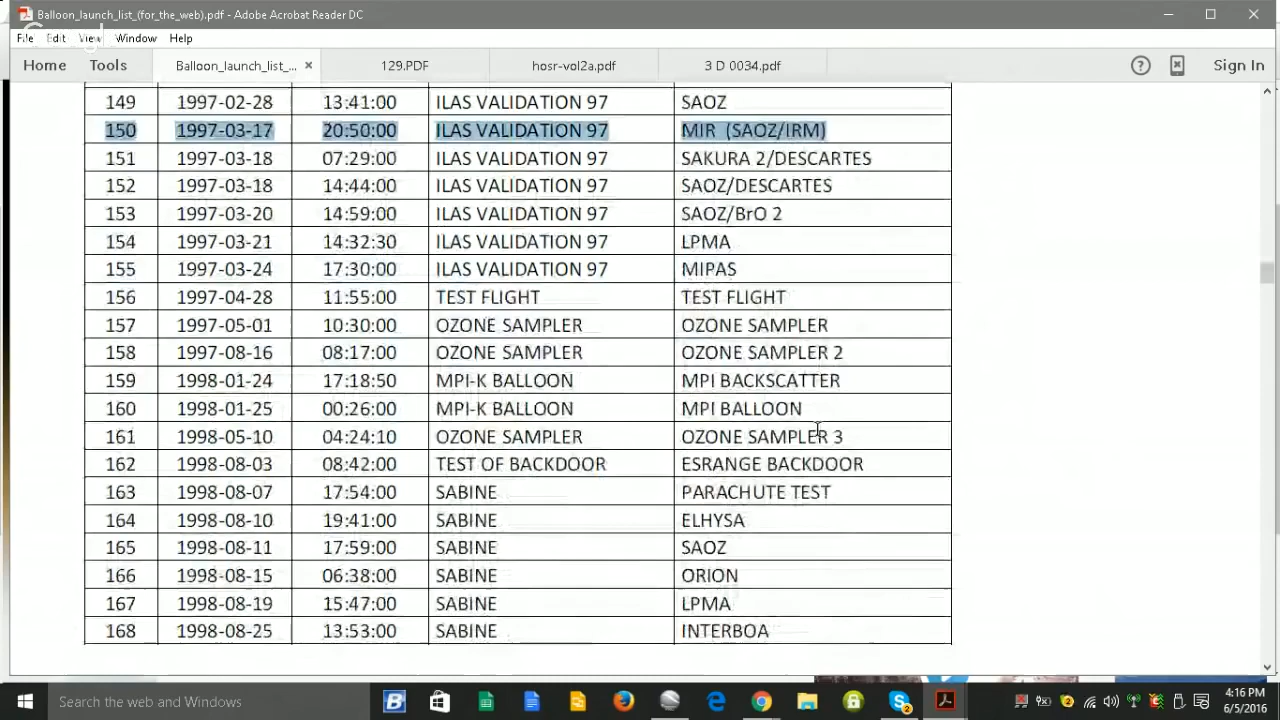 Balloon_launch_list_(for_the_web).pdf - Adobe Acrobat Reader DC
Google
File Edit View Window Help
Home Tools Balloon_launch_list_... × 129.PDF hosr-vol2a.pdf 3 D 0034.pdf Sign In
149 1997-02-28 13:41:00 ILAS VALIDATION 97 SAOZ
150 1997-03-17 20:50:00 ILAS VALIDATION 97 MIR (SAOZ/IRM)
151 1997-03-18 07:29:00 ILAS VALIDATION 97 SAKURA 2/DESCARTES
152 1997-03-18 14:44:00 ILAS VALIDATION 97 SAOZ/DESCARTES
153 1997-03-20 14:59:00 ILAS VALIDATION 97 SAOZ/BrO 2
154 1997-03-21 14:32:30 ILAS VALIDATION 97 LPMA
155 1997-03-24 17:30:00 ILAS VALIDATION 97 MIPAS
156 1997-04-28 11:55:00 TEST FLIGHT TEST FLIGHT
157 1997-05-01 10:30:00 OZONE SAMPLER OZONE SAMPLER
158 1997-08-16 08:17:00 OZONE SAMPLER OZONE SAMPLER 2
159 1998-01-24 17:18:50 MPI-K BALLOON MPI BACKSCATTER
160 1998-01-25 00:26:00 MPI-K BALLOON MPI BALLOON
161 1998-05-10 04:24:10 OZONE SAMPLER OZONE SAMPLER 3
162 1998-08-03 08:42:00 TEST OF BACKDOOR ESRANGE BACKDOOR
163 1998-08-07 17:54:00 SABINE PARACHUTE TEST
164 1998-08-10 19:41:00 SABINE ELHYSA
165 1998-08-11 17:59:00 SABINE SAOZ
166 1998-08-15 06:38:00 SABINE ORION
167 1998-08-19 15:47:00 SABINE LPMA
168 1998-08-25 13:53:00 SABINE INTERBOA
Search the web and Windows
4:16 PM
6/5/2016